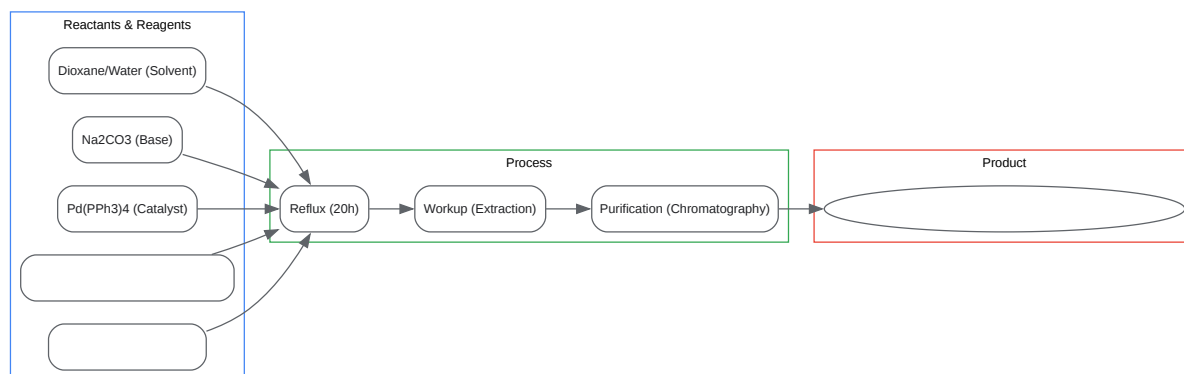 Reactants & Reagents
Dioxane/Water (Solvent)
Na2CO3 (Base)
Pd(PPh3)4 (Catalyst)
Process
Reflux (20h)
Workup (Extraction)
Purification (Chromatography)
Product